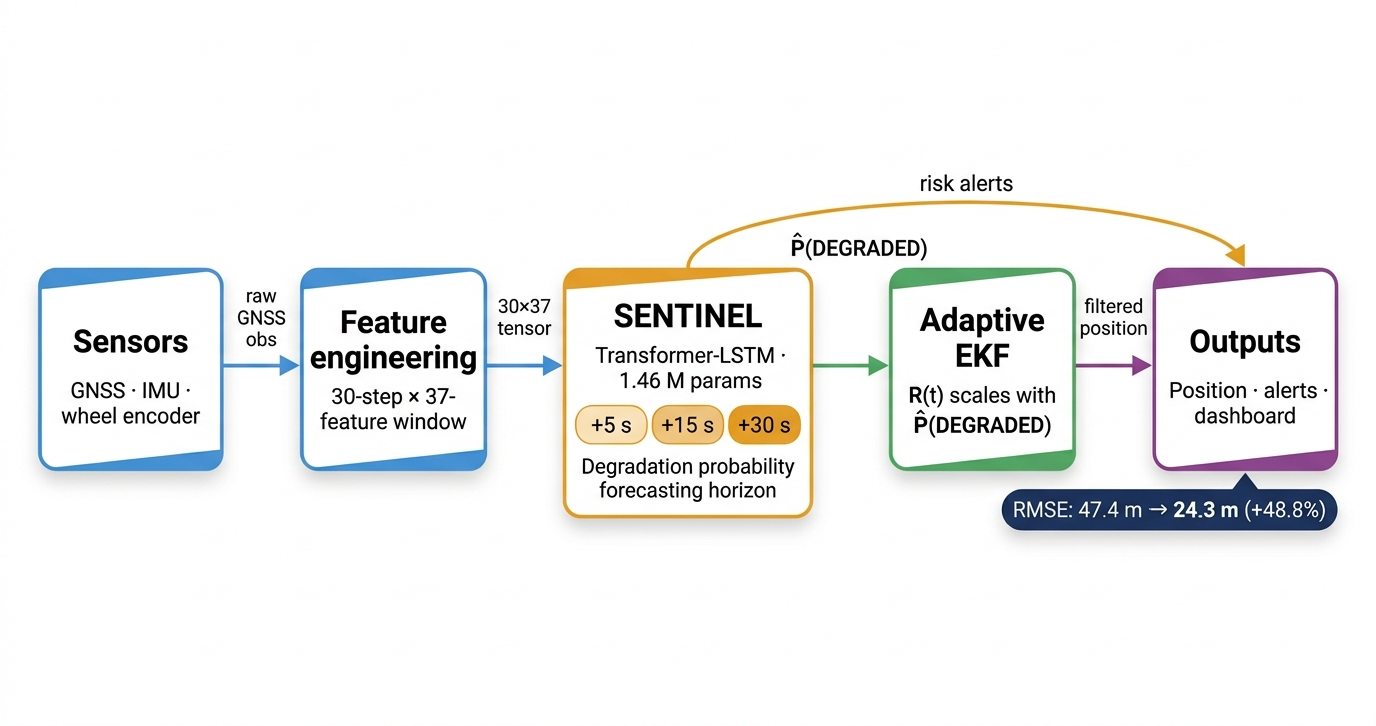 risk alerts
P̂(DEGRADED)
Sensors
GNSS · IMU ·
wheel encoder
raw
GNSS
obs
Feature
engineering
30-step × 37-
feature window
30×37
tensor
SENTINEL
Transformer-LSTM ·
1.46 M params
+5 s
+15 s
+30 s
Degradation probability
forecasting horizon
Adaptive
EKF
R(t) scales with
P̂(DEGRADED)
filtered
position
Outputs
Position · alerts ·
dashboard
RMSE: 47.4 m → 24.3 m (+48.8%)